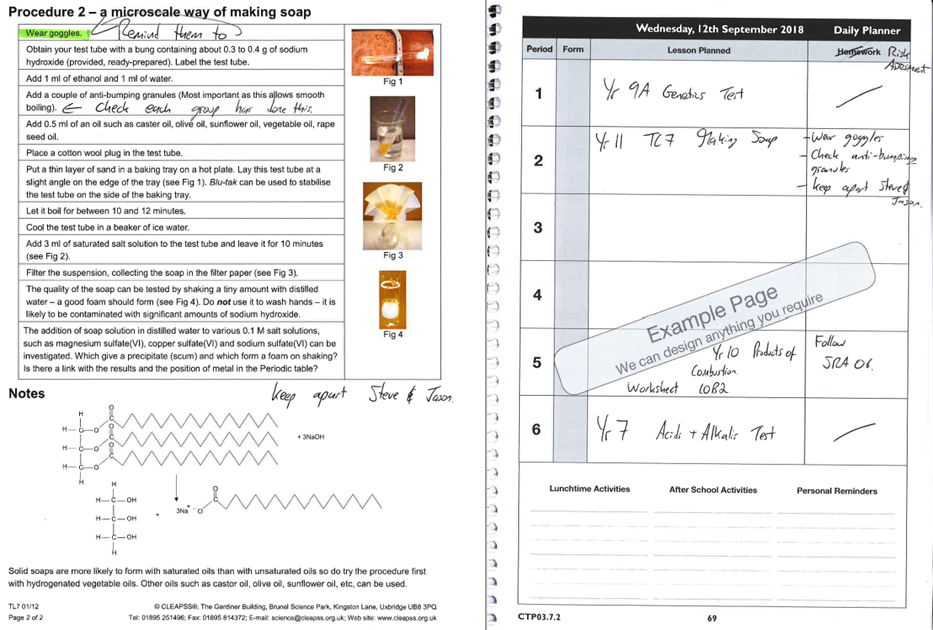 Procedure 2 – a microscale way of making soap
Wear goggles. Remind them to
Obtain your test tube with a bung containing about 0.3 to 0.4 g of sodium
hydroxide (provided, ready-prepared). Label the test tube.
Add 1 ml of ethanol and 1 ml of water.
Add a couple of anti-bumping granules (Most important as this allows smooth
boiling). ← Check each group has done this.
Add 0.5 ml of an oil such as caster oil, olive oil, sunflower oil, vegetable oil, rape
seed oil.
Place a cotton wool plug in the test tube.
Put a thin layer of sand in a baking tray on a hot plate. Lay this test tube at a
slight angle on the edge of the tray (see Fig 1). Blu-tak can be used to stabilise
the test tube on the side of the baking tray.
Let it boil for between 10 and 12 minutes.
Cool the test tube in a beaker of ice water.
Add 3 ml of saturated salt solution to the test tube and leave it for 10 minutes
(see Fig 2).
Filter the suspension, collecting the soap in the filter paper (see Fig 3).
The quality of the soap can be tested by shaking a tiny amount with distilled
water – a good foam should form (see Fig 4). Do not use it to wash hands – it is
likely to be contaminated with significant amounts of sodium hydroxide.
The addition of soap solution in distilled water to various 0.1 M salt solutions,
such as magnesium sulfate(VI), copper sulfate(VI) and sodium sulfate(VI) can be
investigated. Which give a precipitate (scum) and which form a foam on shaking?
Is there a link with the results and the position of metal in the Periodic table?
Fig 1
Fig 2
Fig 3
Fig 4
Notes
Keep apart Steve & Jason.
H
O
H—C—O
C
O
H—C—O
C
O
H—C—O
C
H
+ 3NaOH
H
H—C—OH
H—C—OH
H—C—OH
H
+
3Na⁺ ⁻O
C
O
Solid soaps are more likely to form with saturated oils than with unsaturated oils so do try the procedure first
with hydrogenated vegetable oils. Other oils such as castor oil, olive oil, sunflower oil, etc, can be used.
TL7 01/12
Page 2 of 2
© CLEAPSS®, The Gardiner Building, Brunel Science Park, Kingston Lane, Uxbridge UB8 3PQ
Tel: 01895 251496; Fax: 01895 814372; E-mail: science@cleapss.org.uk; Web site: www.cleapss.org.uk
Wednesday, 12th September 2018 Daily Planner
Period Form Lesson Planned Homework Risk
Assessment
1 Yr 9A Genetics Test
2 Yr 11 TL7 Making Soap
- Wear goggles
- Check anti-bumping
granules
- Keep apart Steve &
Jason.
3
4
Example Page
We can design anything you require
5 Yr 10 Products of
Combustion
Worksheet 10B2
Follow
SRA 06.
6 Yr 7 Acids + Alkalis Test
Lunchtime Activities After School Activities Personal Reminders
CTP03.7.2 69